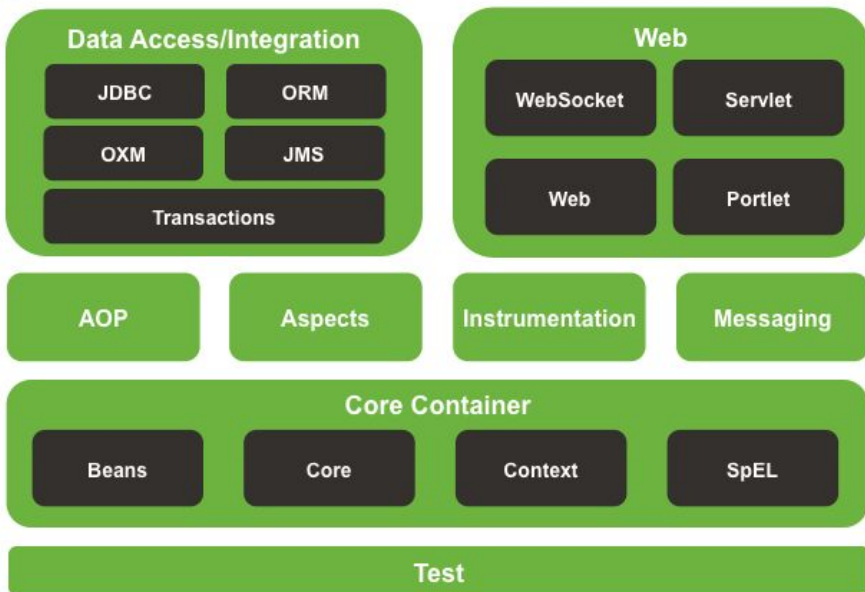 Data Access/Integration
JDBC
ORM
OXM
JMS
Transactions
Web
WebSocket
Servlet
Web
Portlet
AOP
Aspects
Instrumentation
Messaging
Core Container
Beans
Core
Context
SpEL
Test